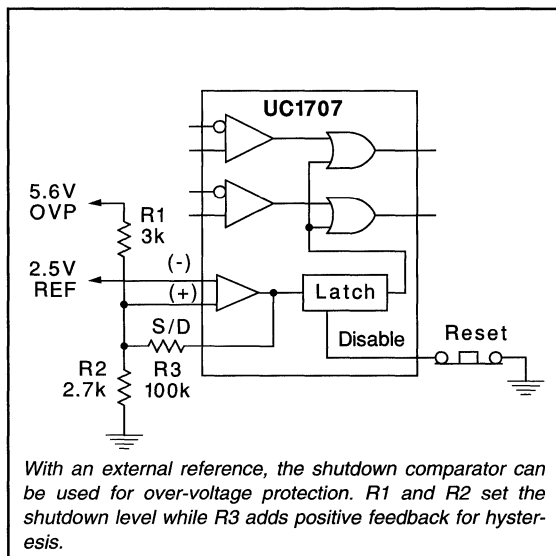 UC1707
5.6V
OVP
R1
3k
2.5V
REF
(-)
(+)
Latch
S/D
Disable
Reset
R2
2.7k
R3
100k
With an external reference, the shutdown comparator can
be used for over-voltage protection. R1 and R2 set the
shutdown level while R3 adds positive feedback for hyster-
esis.